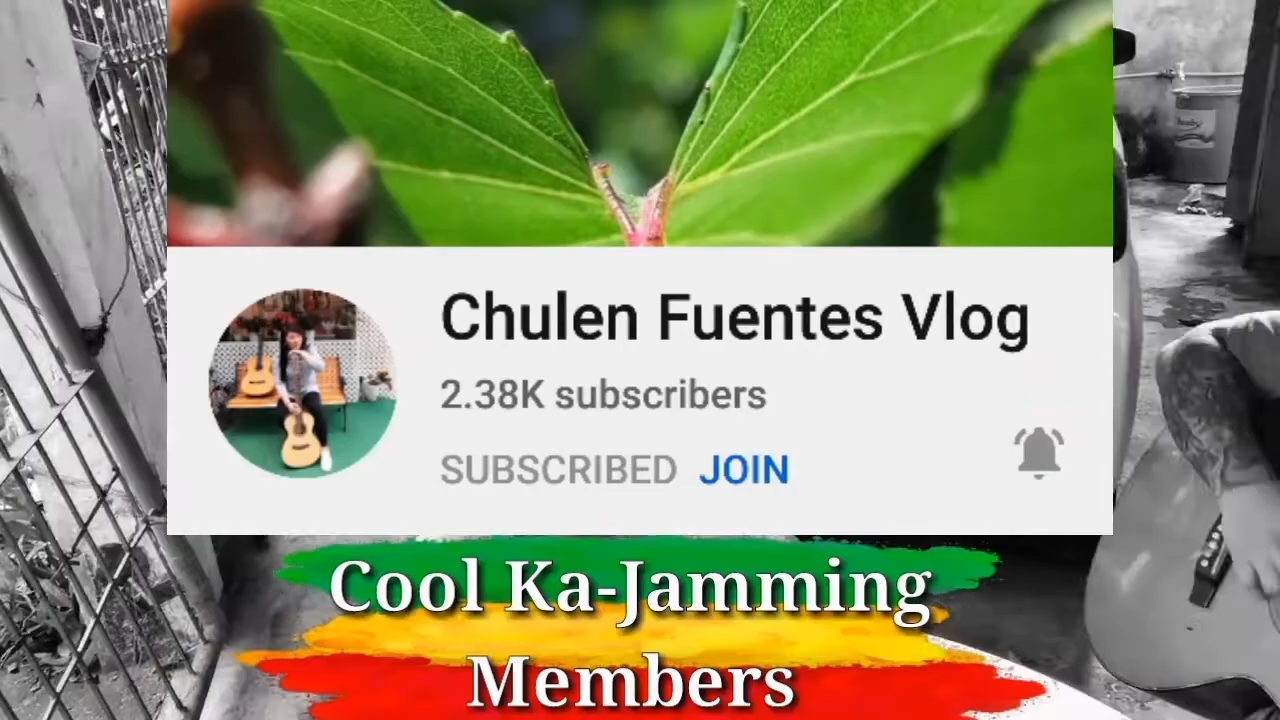 Chulen Fuentes Vlog
2.38K subscribers
SUBSCRIBED JOIN
Cool Ka-Jamming
Members